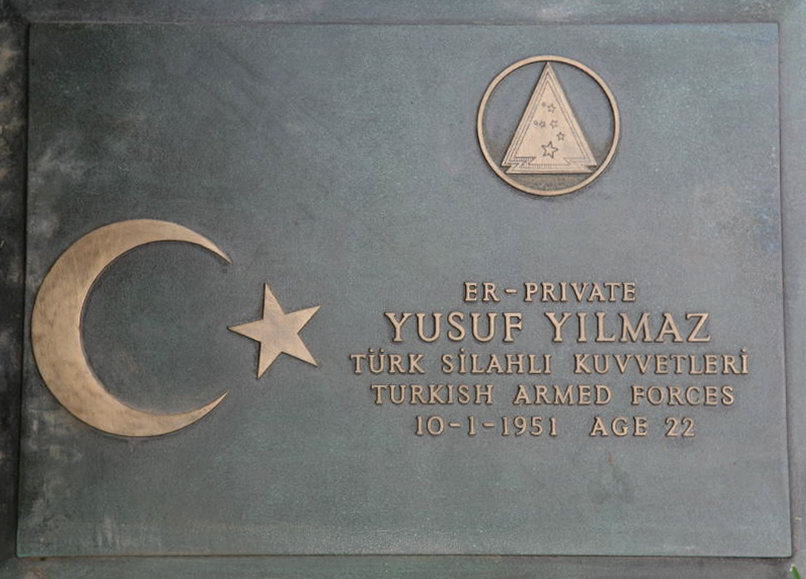 ER-PRIVATE
YUSUF YILMAZ
TÜRK SİLAHLI KUVVETLERİ
TURKISH ARMED FORCES
10-1-1951 AGE 22